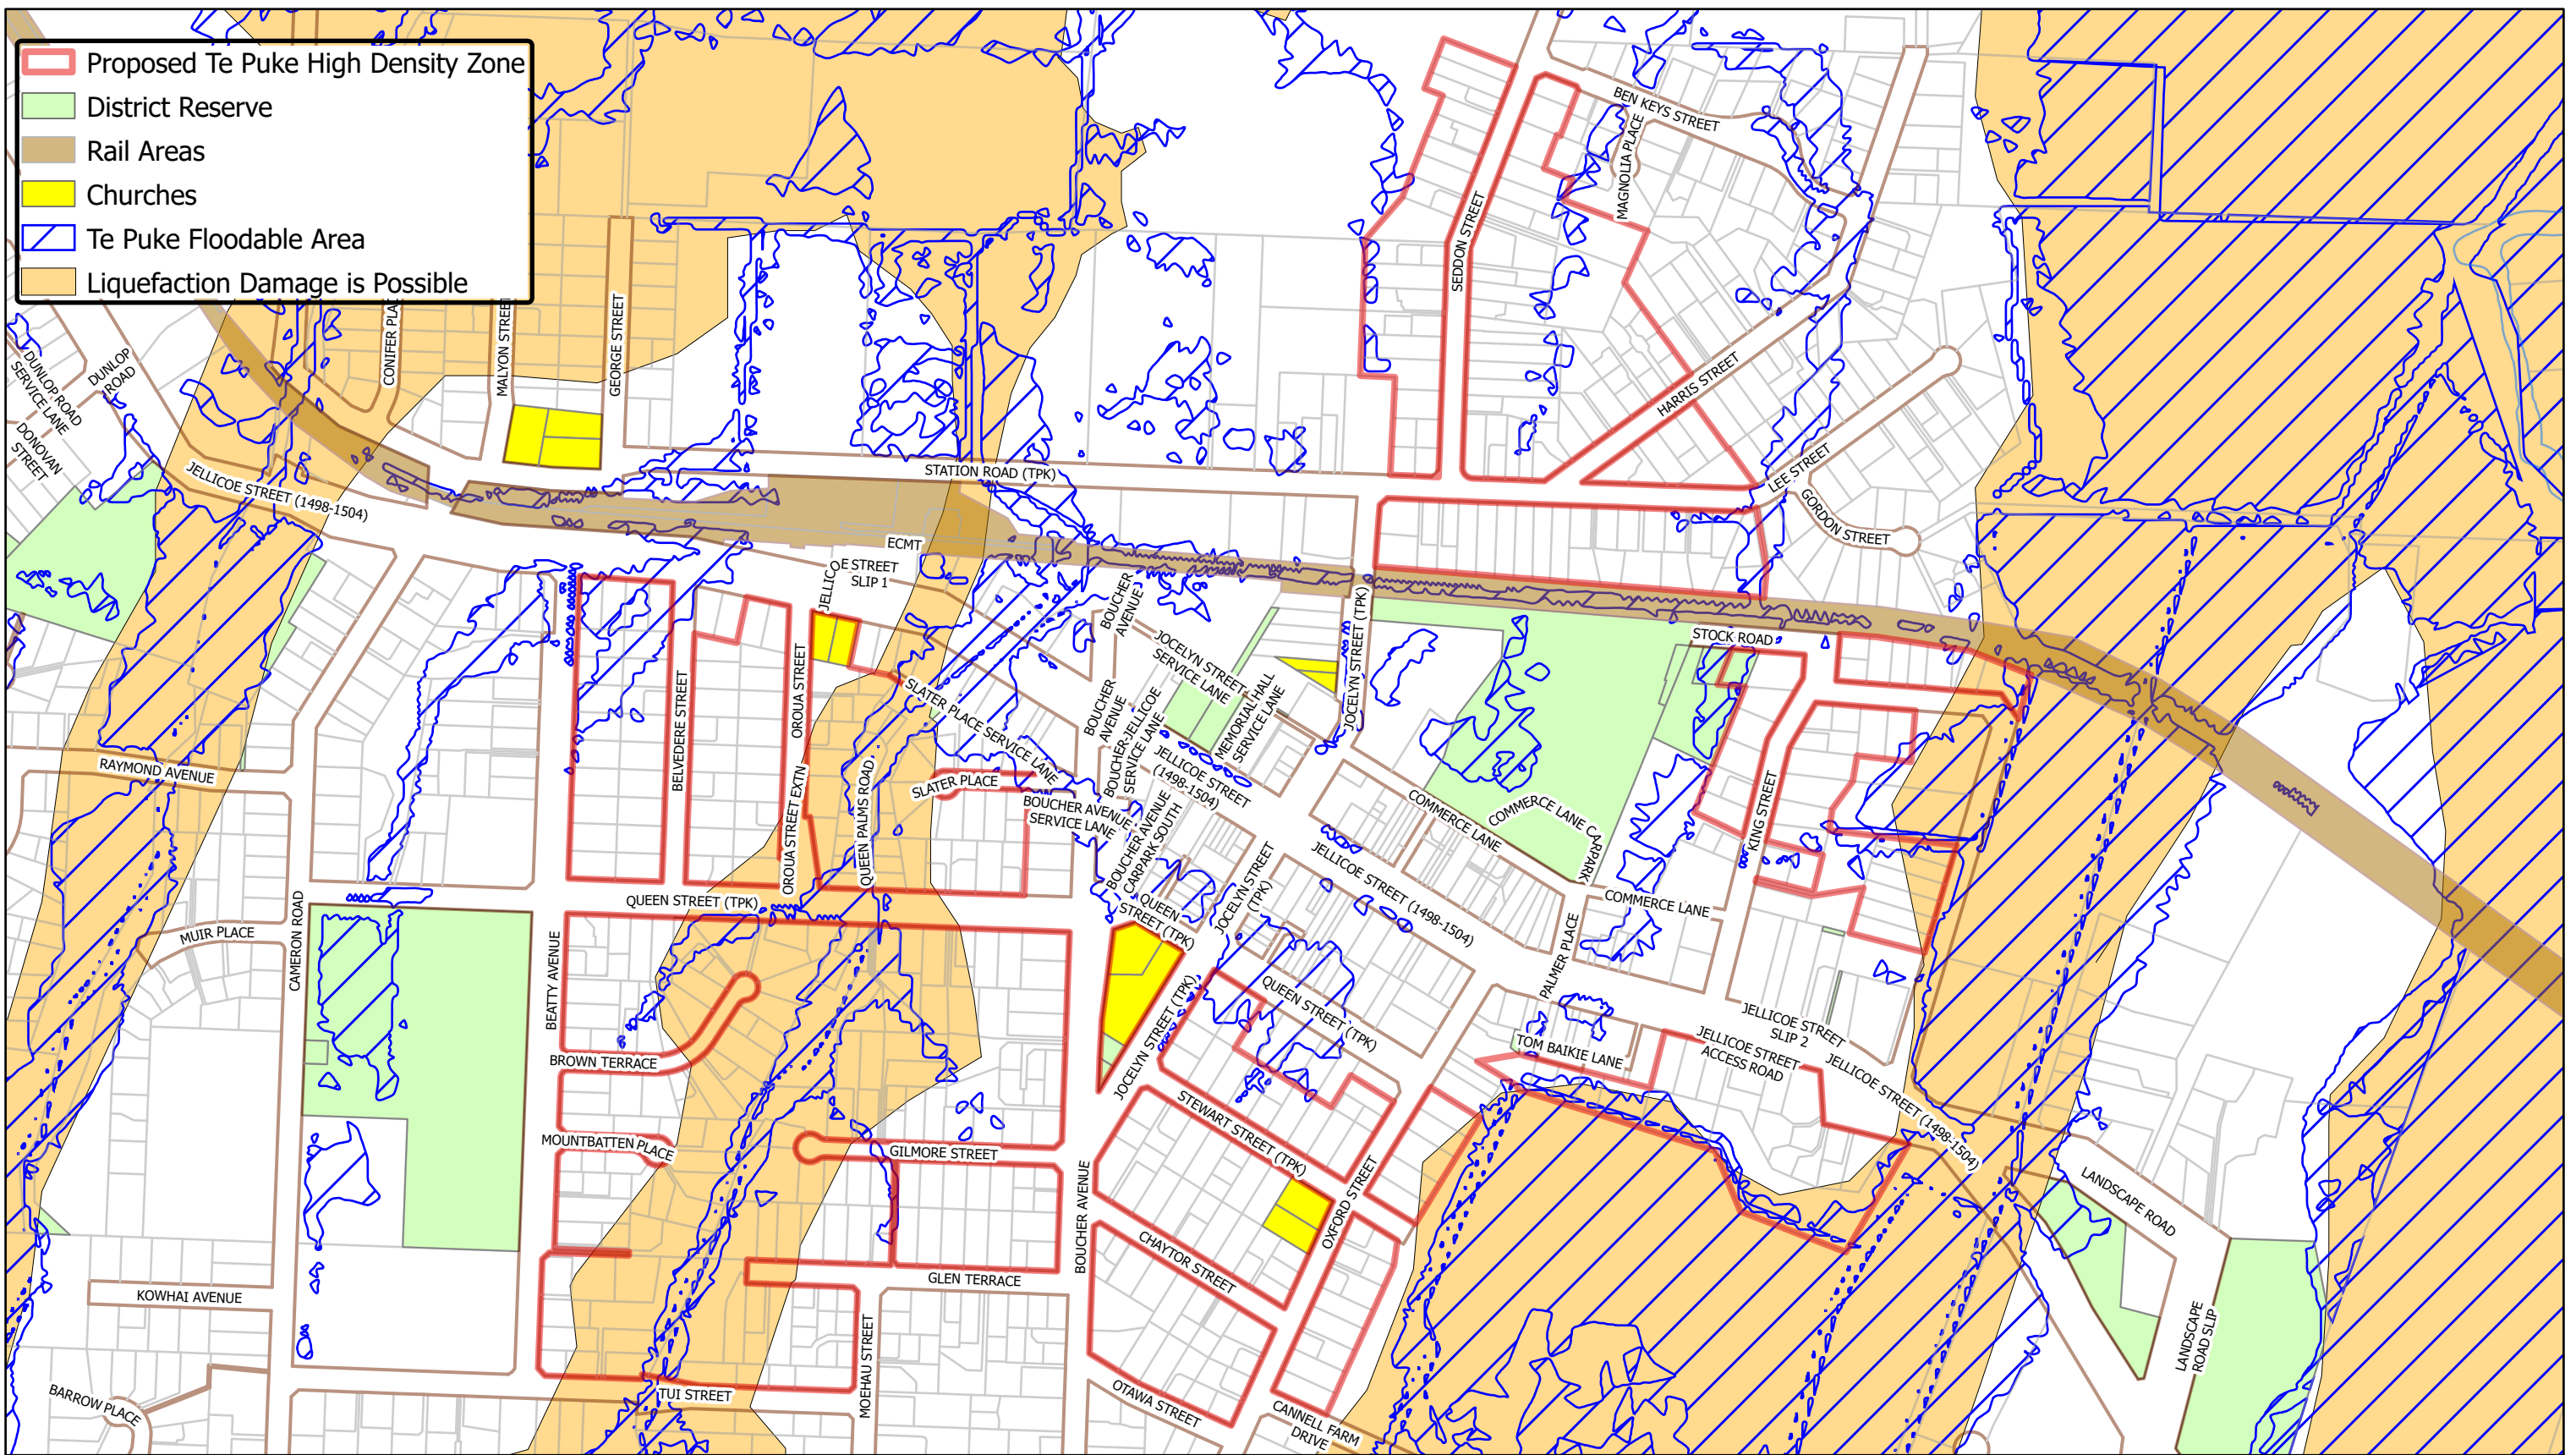 Proposed Te Puke High Density Zone
District Reserve
Rail Areas
Churches
Te Puke Floodable Area
Liquefaction Damage is Possible
BEN KEYS STREET
MAGNOLIA PLACE
SEDDON STREET
HARRIS STREET
LEE STREET
GORDON STREET
DUNLOP ROAD
SERVICE LANE
DUNLOP
ROAD
DONOVAN
STREET
CONIFER PLA
MALYON STREET
GEORGE STREET
JELLICOE STREET (1498-1504)
STATION ROAD (TPK)
ECMT
JELLICOE STREET
SLIP 1
BOUCHER
AVENUE
JOCELYN STREET
SERVICE LANE
JOCELYN STREET (TPK)
STOCK ROAD
MEMORIAL HALL
SERVICE LANE
BOUCHER
AVENUE
BOUCHER-JELLICOE
SERVICE LANE
JELLICOE STREET
(1498-1504)
SLATER PLACE SERVICE LANE
SLATER PLACE
BOUCHER AVENUE
SERVICE LANE
BOUCHER AVENUE
CARPARK SOUTH
RAYMOND AVENUE
BELVEDERE STREET
OROUA STREET
OROUA STREET EXTN
QUEEN PALMS ROAD
QUEEN STREET (TPK)
QUEEN
STREET (TPK)
JOCELYN STREET
(TPK)
COMMERCE LANE
COMMERCE LANE CARPARK
JELLICOE STREET (1498-1504)
KING STREET
COMMERCE LANE
PALMER PLACE
MUIR PLACE
CAMERON ROAD
BEATTY AVENUE
BROWN TERRACE
MOUNTBATTEN PLACE
GILMORE STREET
GLEN TERRACE
JOCELYN STREET (TPK)
QUEEN STREET (TPK)
STEWART STREET (TPK)
TOM BAIKIE LANE
JELLICOE STREET
SLIP 2
JELLICOE STREET
ACCESS ROAD
JELLICOE STREET (1498-1504)
LANDSCAPE ROAD
LANDSCAPE
ROAD SLIP
BOUCHER AVENUE
OXFORD STREET
CHAYTOR STREET
OTAWA STREET
CANNELL FARM
DRIVE
KOWHAI AVENUE
BARROW PLACE
MOEHAU STREET
TUI STREET